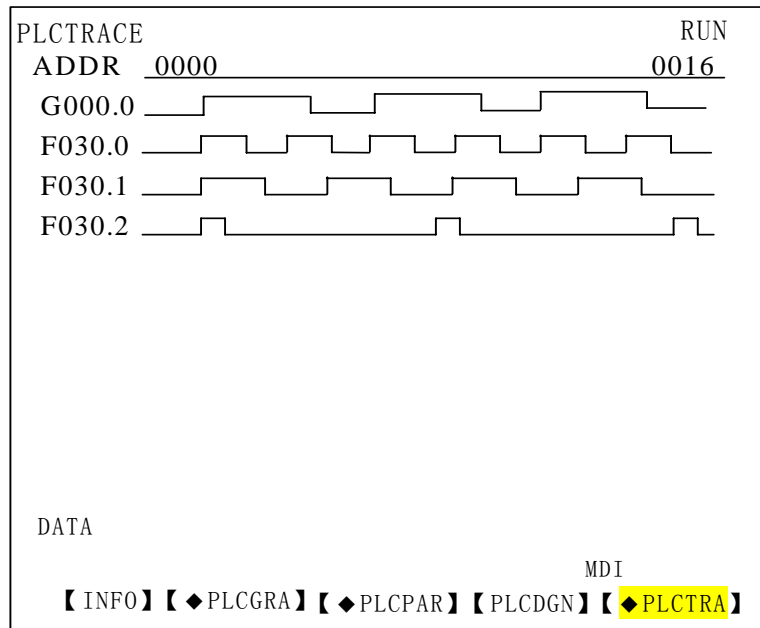 PLCTRACE RUN
ADDR 0000 0016
G000.0
F030.0
F030.1
F030.2
DATA
MDI
【INFO】【◆PLCGRA】【◆PLCPAR】【PLCDGN】【◆PLCTRA】